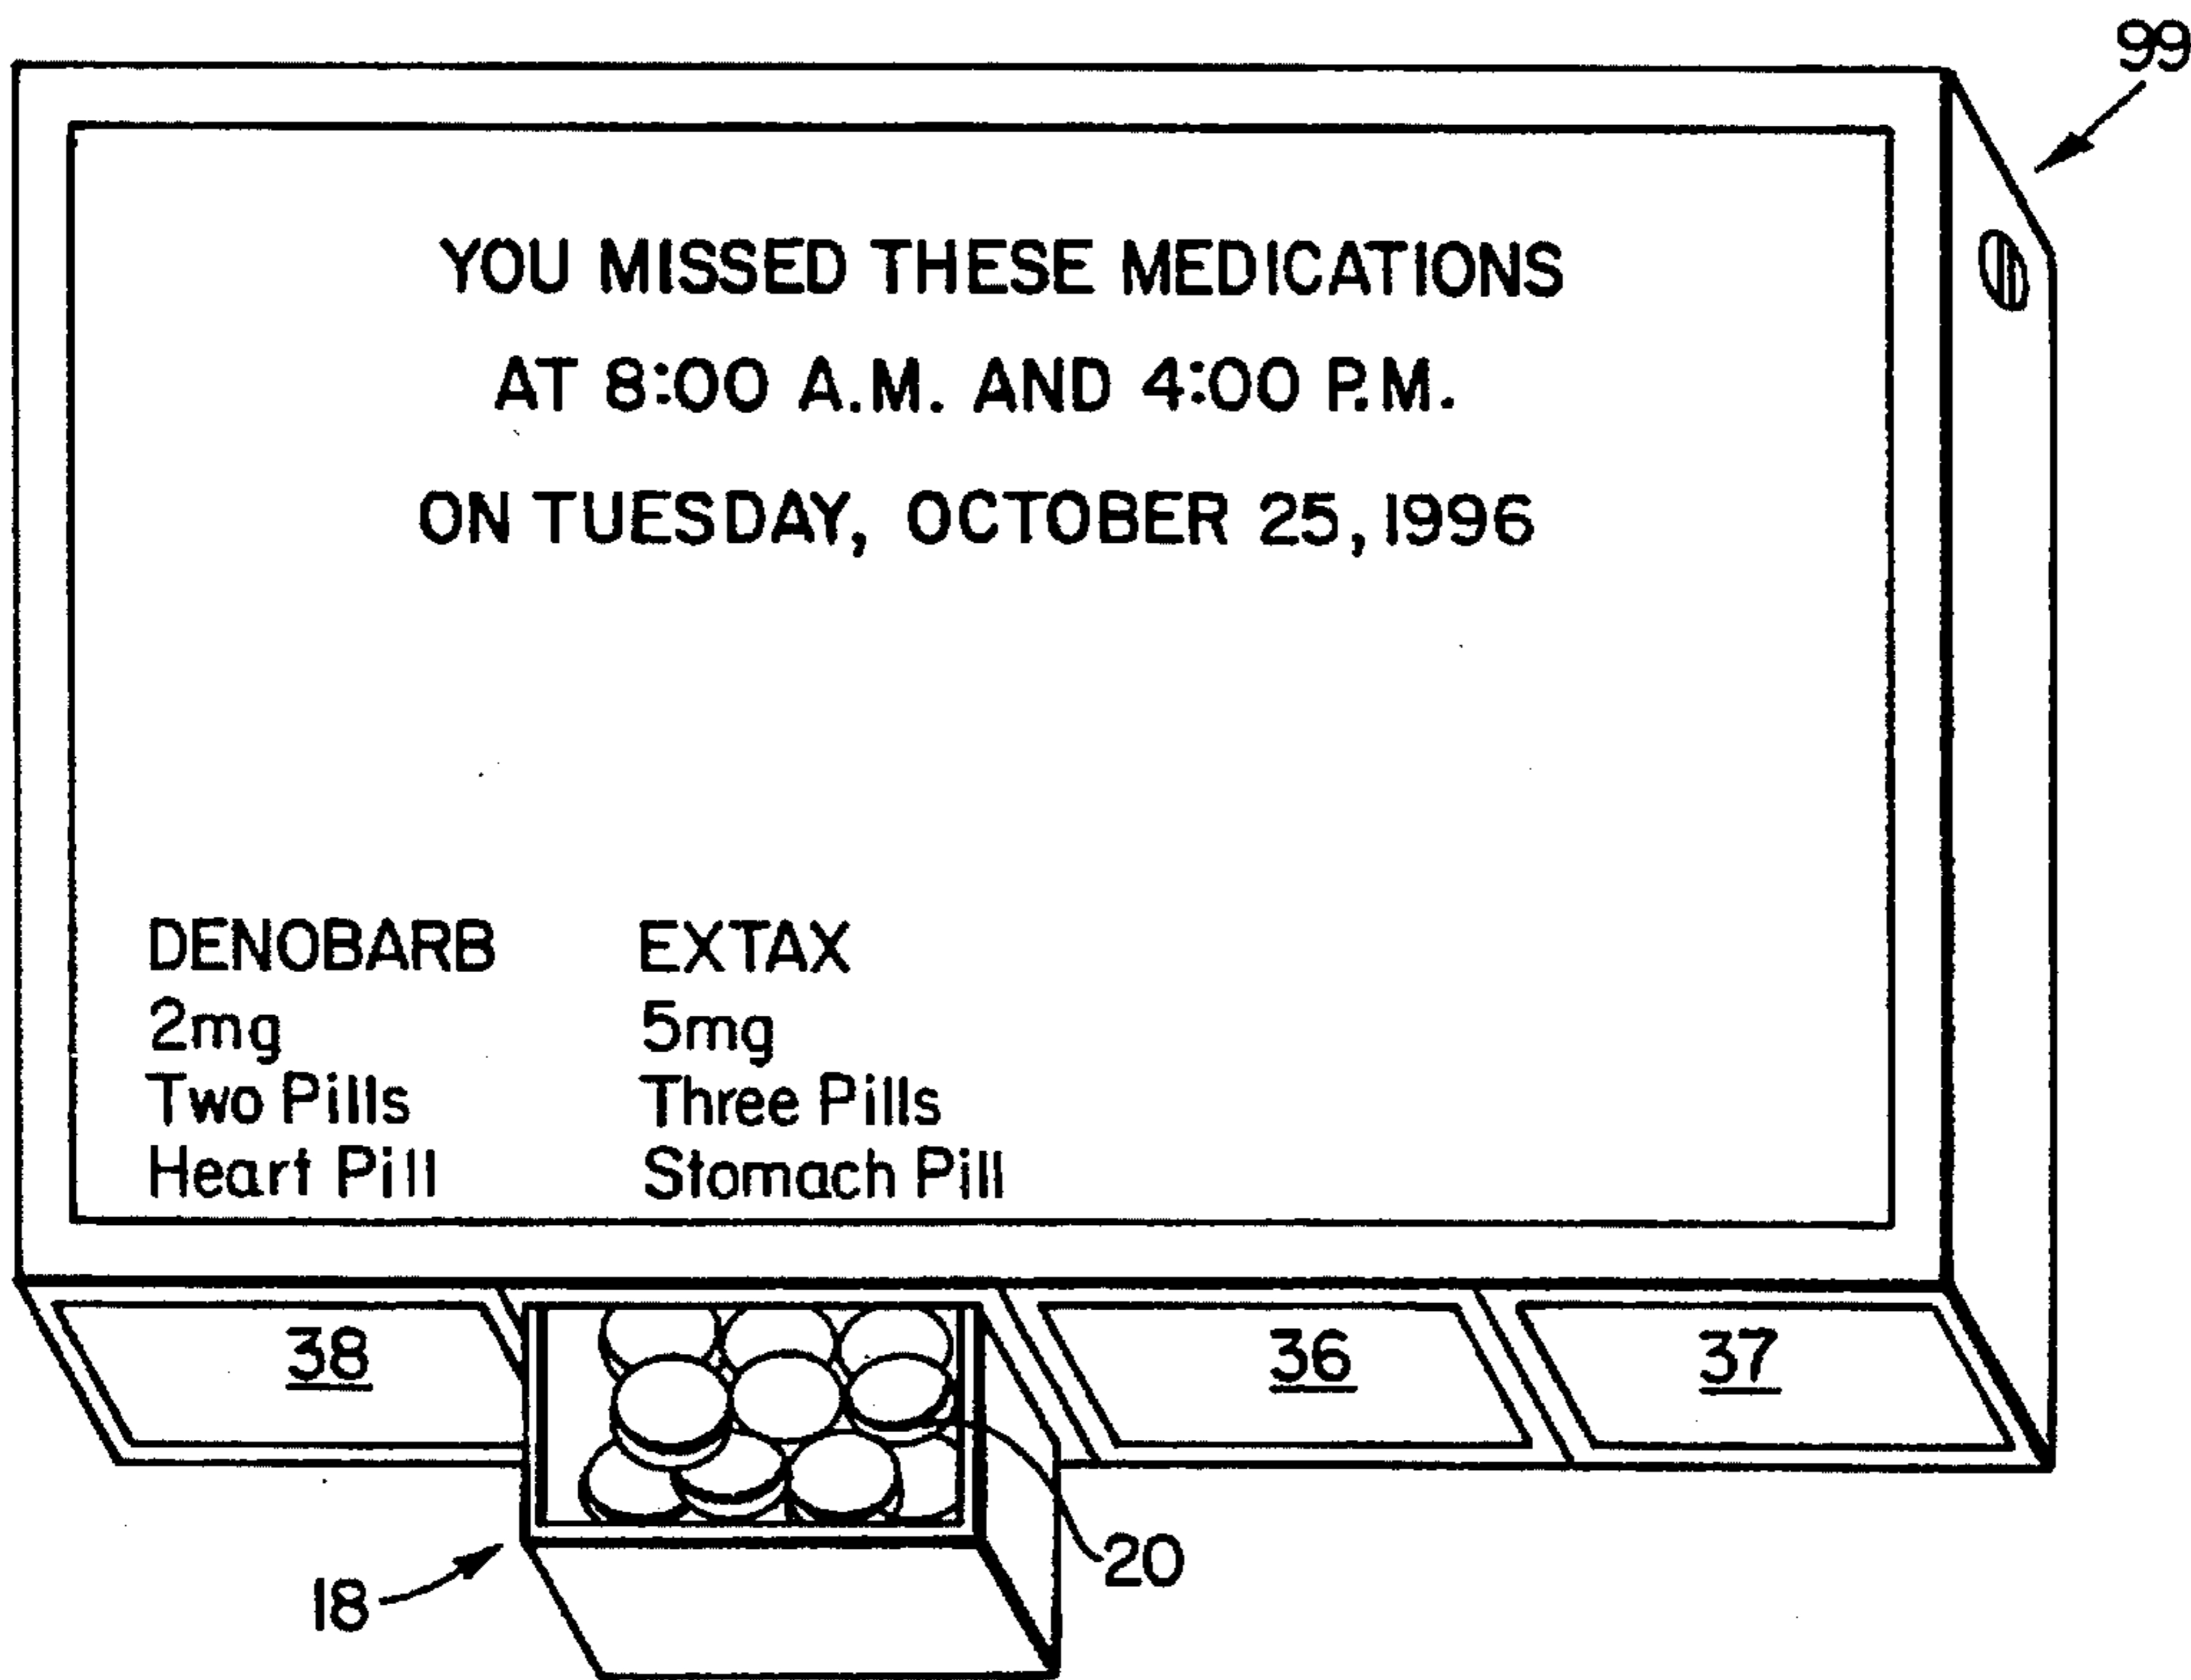 99
YOU MISSED THESE MEDICATIONS
AT 8:00 A.M. AND 4:00 P.M.
ON TUESDAY, OCTOBER 25, 1996
DENOBARB
2mg
Two Pills
Heart Pill
EXTAX
5mg
Three Pills
Stomach Pill
38
36
37
20
18